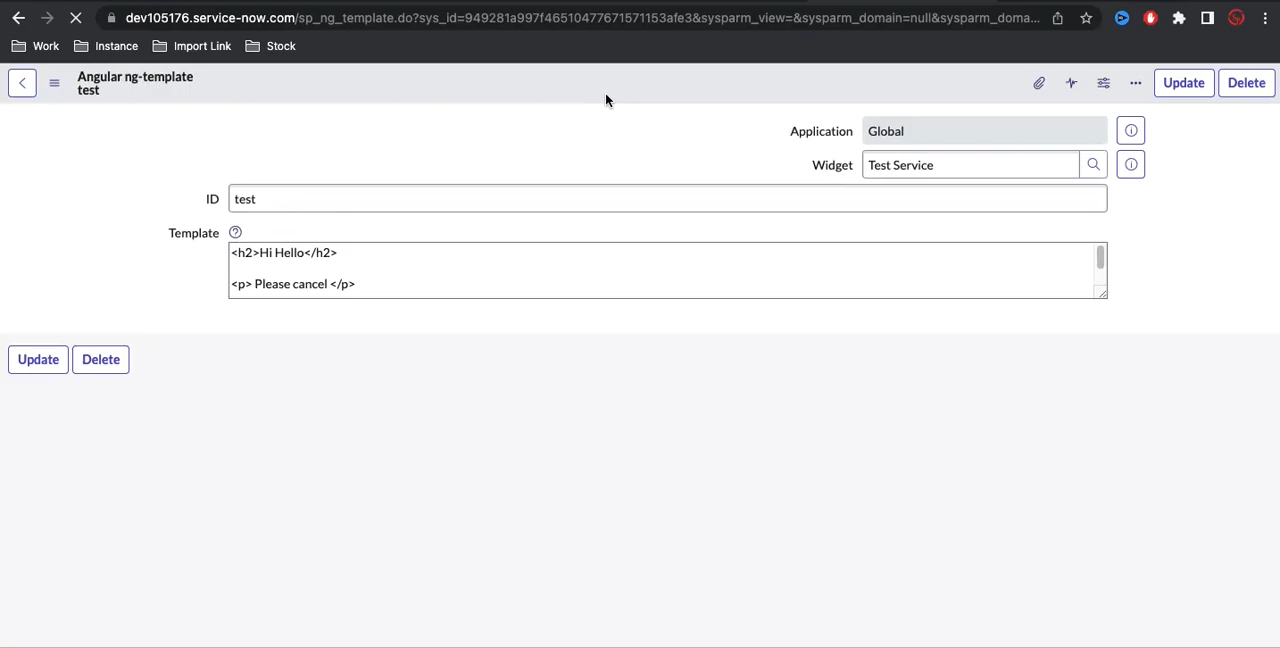 dev105176.service-now.com/sp_ng_template.do?sys_id=949281a997f46510477671571153afe3&sysparm_view=&sysparm_domain=null&sysparm_doma...
Work Instance Import Link Stock
Angular ng-template
test
Update Delete
Application Global
Widget Test Service
ID test
Template
<h2>Hi Hello</h2>
<p> Please cancel </p>
Update Delete